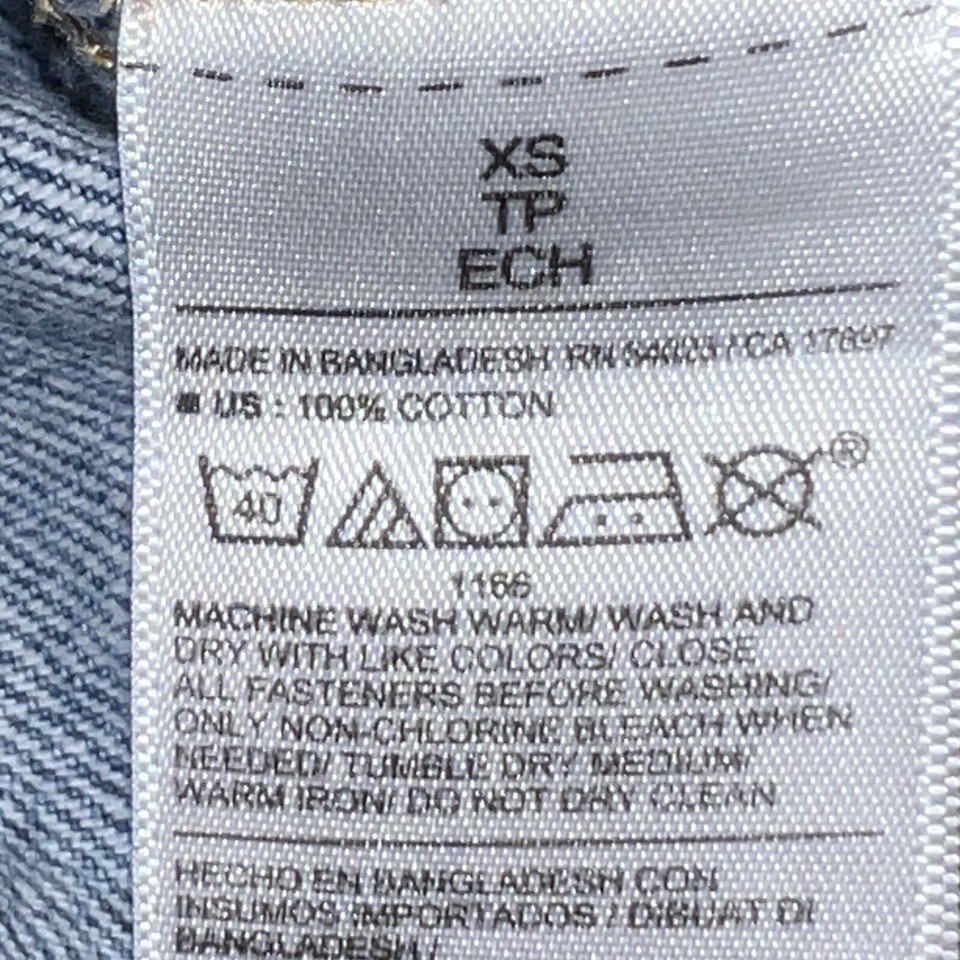 XS
TP
ECH
MADE IN BANGLADESH RN 54023 / CA 17897
US : 100% COTTON
40
®
1166
MACHINE WASH WARM/ WASH AND
DRY WITH LIKE COLORS/ CLOSE
ALL FASTENERS BEFORE WASHING/
ONLY NON-CHLORINE BLEACH WHEN
NEEDED/ TUMBLE DRY MEDIUM/
WARM IRON/ DO NOT DRY CLEAN
HECHO EN BANGLADESH CON
INSUMOS IMPORTADOS / DIBUAT DI
BANGLADESH /